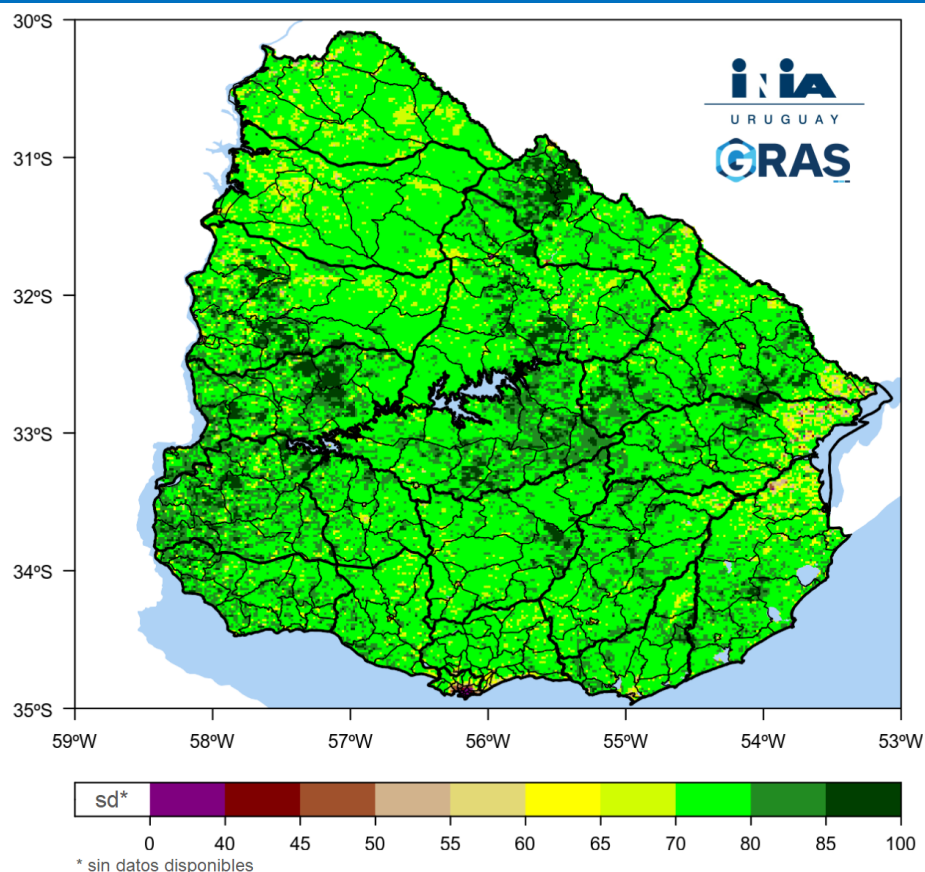 30ºS
31ºS
32ºS
33ºS
34ºS
35ºS
iNiA
URUGUAY
GRAS
59ºW 58ºW 57ºW 56ºW 55ºW 54ºW 53ºW
sd*
0 40 45 50 55 60 65 70 80 85 100
* sin datos disponibles